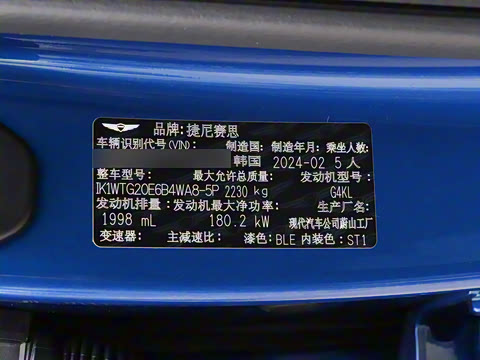 品牌:捷尼赛思
车辆识别代号(VIN): 制造国: 制造年月: 乘坐人数:
韩国 2024-02 5人
整车型号: 最大允许总质量: 发动机型号:
IK1WTG20E6B4WA8-5P 2230 kg G4KL
发动机排量: 发动机最大净功率: 生产厂名:
1998 mL 180.2 kW 现代汽车公司蔚山工厂
变速器: 主减速比: 漆色: BLE 内装色: ST1